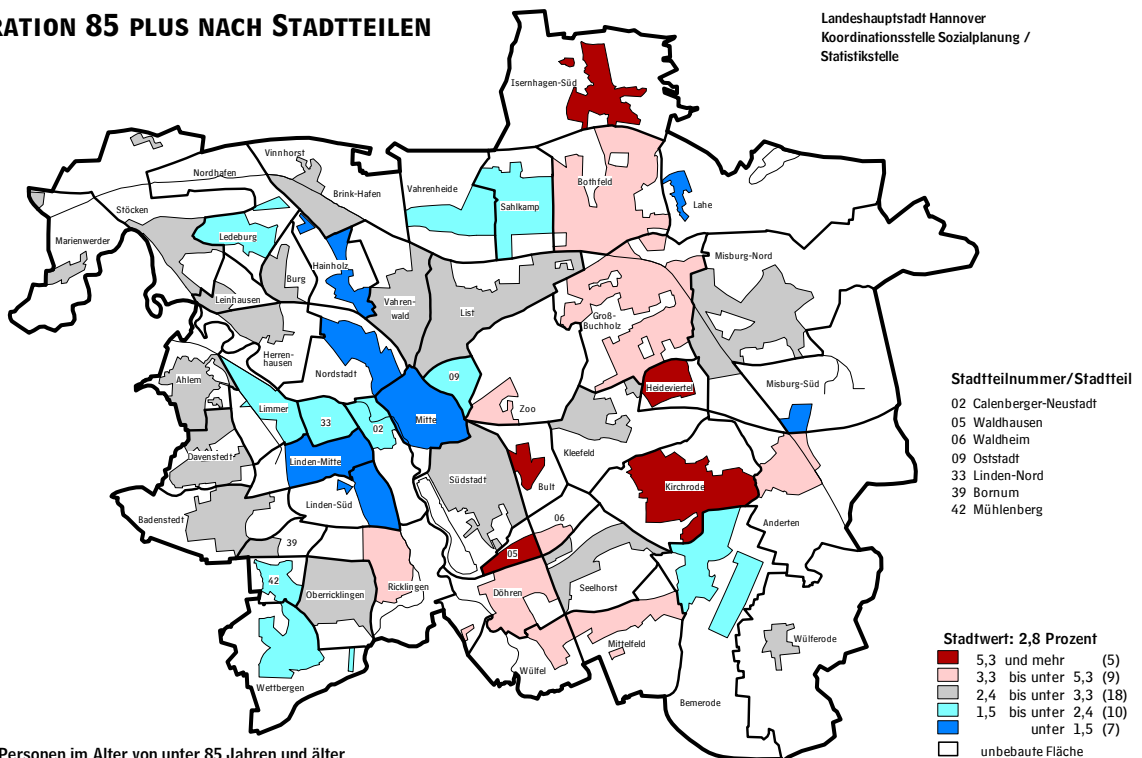 RATION 85 PLUS NACH STADTTEILEN
Landeshauptstadt Hannover
Koordinationsstelle Sozialplanung /
Statistikstelle
Isernhagen-Süd
Vinnhorst
Nordhafen
Brink-Hafen
Vahrenheide
Bothfeld
Sahlkamp
Lahe
Stöcken
Marienwerder
Ledeburg
Hainholz
Burg
Misburg-Nord
Leinhausen
Vahren-
wald
List
Groß-
Buchholz
Herren-
hausen
Nordstadt
Ahlem
09
Heideviertel
Misburg-Süd
Limmer
33
02
Mitte
Zoo
Davenstedt
Linden-Mitte
Kleefeld
Südstadt
Bult
Kirchrode
Linden-Süd
Badenstedt
39
06
Anderten
05
42
Oberricklingen
Ricklingen
Döhren
Seelhorst
Mittelfeld
Wülferode
Wülfel
Wettbergen
Bemerode
Stadtteilnummer/Stadtteil
02 Calenberger-Neustadt
05 Waldhausen
06 Waldheim
09 Oststadt
33 Linden-Nord
39 Bornum
42 Mühlenberg
Stadtwert: 2,8 Prozent
5,3 und mehr (5)
3,3 bis unter 5,3 (9)
2,4 bis unter 3,3 (18)
1,5 bis unter 2,4 (10)
unter 1,5 (7)
unbebaute Fläche
Personen im Alter von unter 85 Jahren und älter